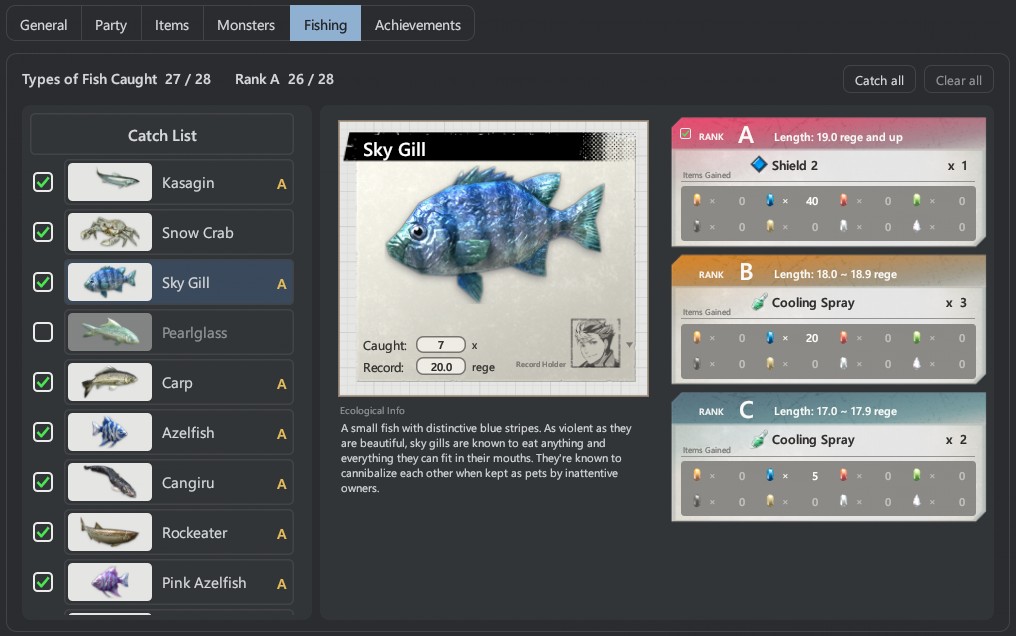 General Party Items Monsters Fishing Achievements
Types of Fish Caught 27 / 28 Rank A 26 / 28 Catch all Clear all
Catch List
Kasagin A
Snow Crab
Sky Gill A
Pearlglass
Carp A
Azelfish A
Cangiru A
Rockeater A
Pink Azelfish A
Sky Gill
Caught: 7 x
Record: 20.0 rege
Record Holder
Ecological Info
A small fish with distinctive blue stripes. As violent as they
are beautiful, sky gills are known to eat anything and
everything they can fit in their mouths. They're known to
cannibalize each other when kept as pets by inattentive
owners.
RANK A Length: 19.0 rege and up
Shield 2 x 1
Items Gained
× 0 × 40 × 0 × 0
× 0 × 0 × 0 × 0
RANK B Length: 18.0 ~ 18.9 rege
Cooling Spray x 3
Items Gained
× 0 × 20 × 0 × 0
× 0 × 0 × 0 × 0
RANK C Length: 17.0 ~ 17.9 rege
Cooling Spray x 2
Items Gained
× 0 × 5 × 0 × 0
× 0 × 0 × 0 × 0